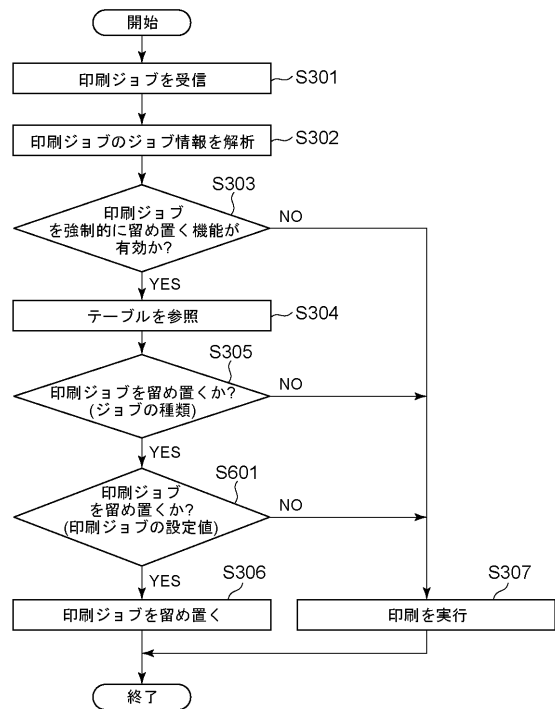 開始
印刷ジョブを受信
S301
印刷ジョブのジョブ情報を解析
S302
S303
印刷ジョブ
を強制的に留め置く機能が
有効か?
NO
YES
テーブルを参照
S304
S305
印刷ジョブを留め置くか?
(ジョブの種類)
NO
YES
S601
印刷ジョブ
を留め置くか?
(印刷ジョブの設定値)
NO
YES
S306
印刷ジョブを留め置く
S307
印刷を実行
終了